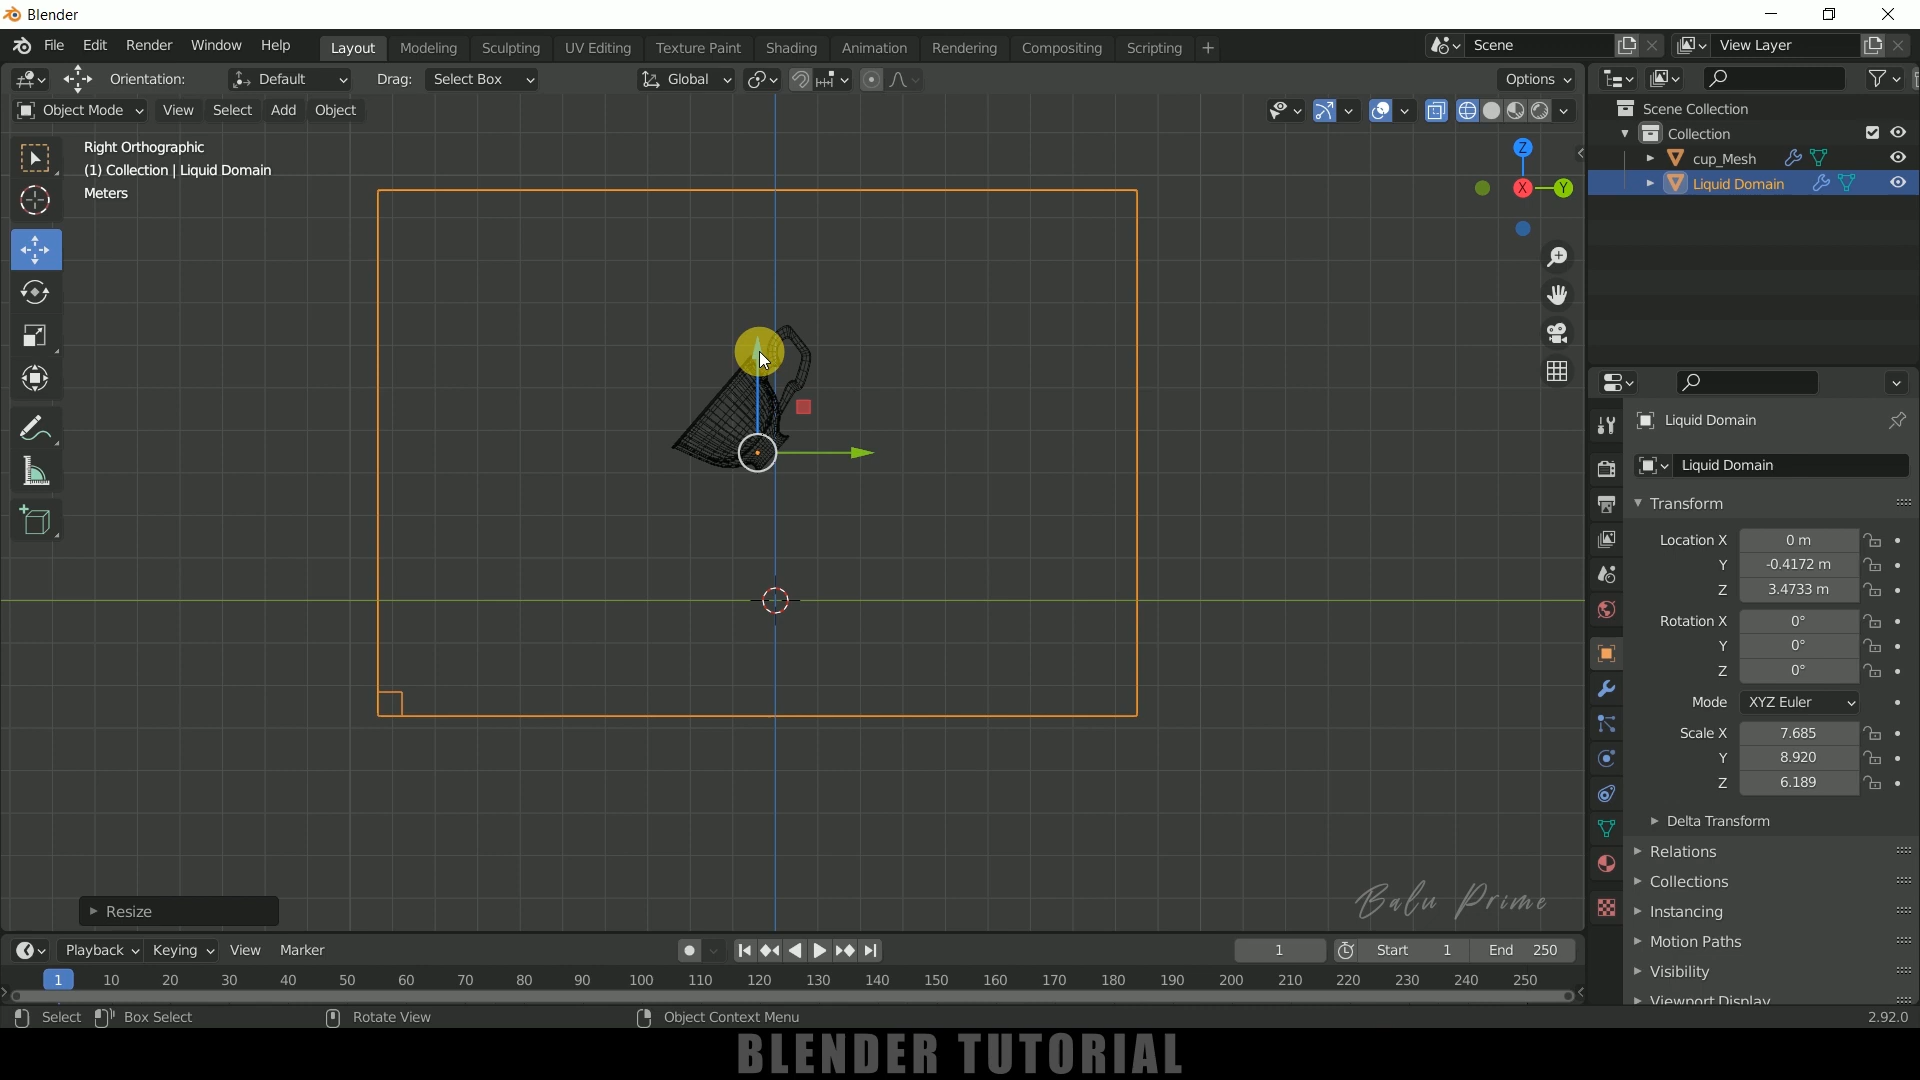 Blender
File Edit Render Window Help Layout Modeling Sculpting UV Editing Texture Paint Shading Animation Rendering Compositing Scripting + Scene View Layer
Orientation: Default Drag: Select Box Global Options
Object Mode View Select Add Object
Scene Collection
Collection
cup_Mesh
Liquid Domain
Right Orthographic
(1) Collection | Liquid Domain
Meters
Z
X
Y
Liquid Domain
Liquid Domain
Transform
Location X 0 m
Y -0.4172 m
Z 3.4733 m
Rotation X 0°
Y 0°
Z 0°
Mode XYZ Euler
Scale X 7.685
Y 8.920
Z 6.189
Delta Transform
Relations
Collections
Instancing
Motion Paths
Visibility
Viewport Display
Resize
Balu Prime
Playback Keying View Marker 1 Start 1 End 250
1 10 20 30 40 50 60 70 80 90 100 110 120 130 140 150 160 170 180 190 200 210 220 230 240 250
Select Box Select Rotate View Object Context Menu 2.92.0
BLENDER TUTORIAL